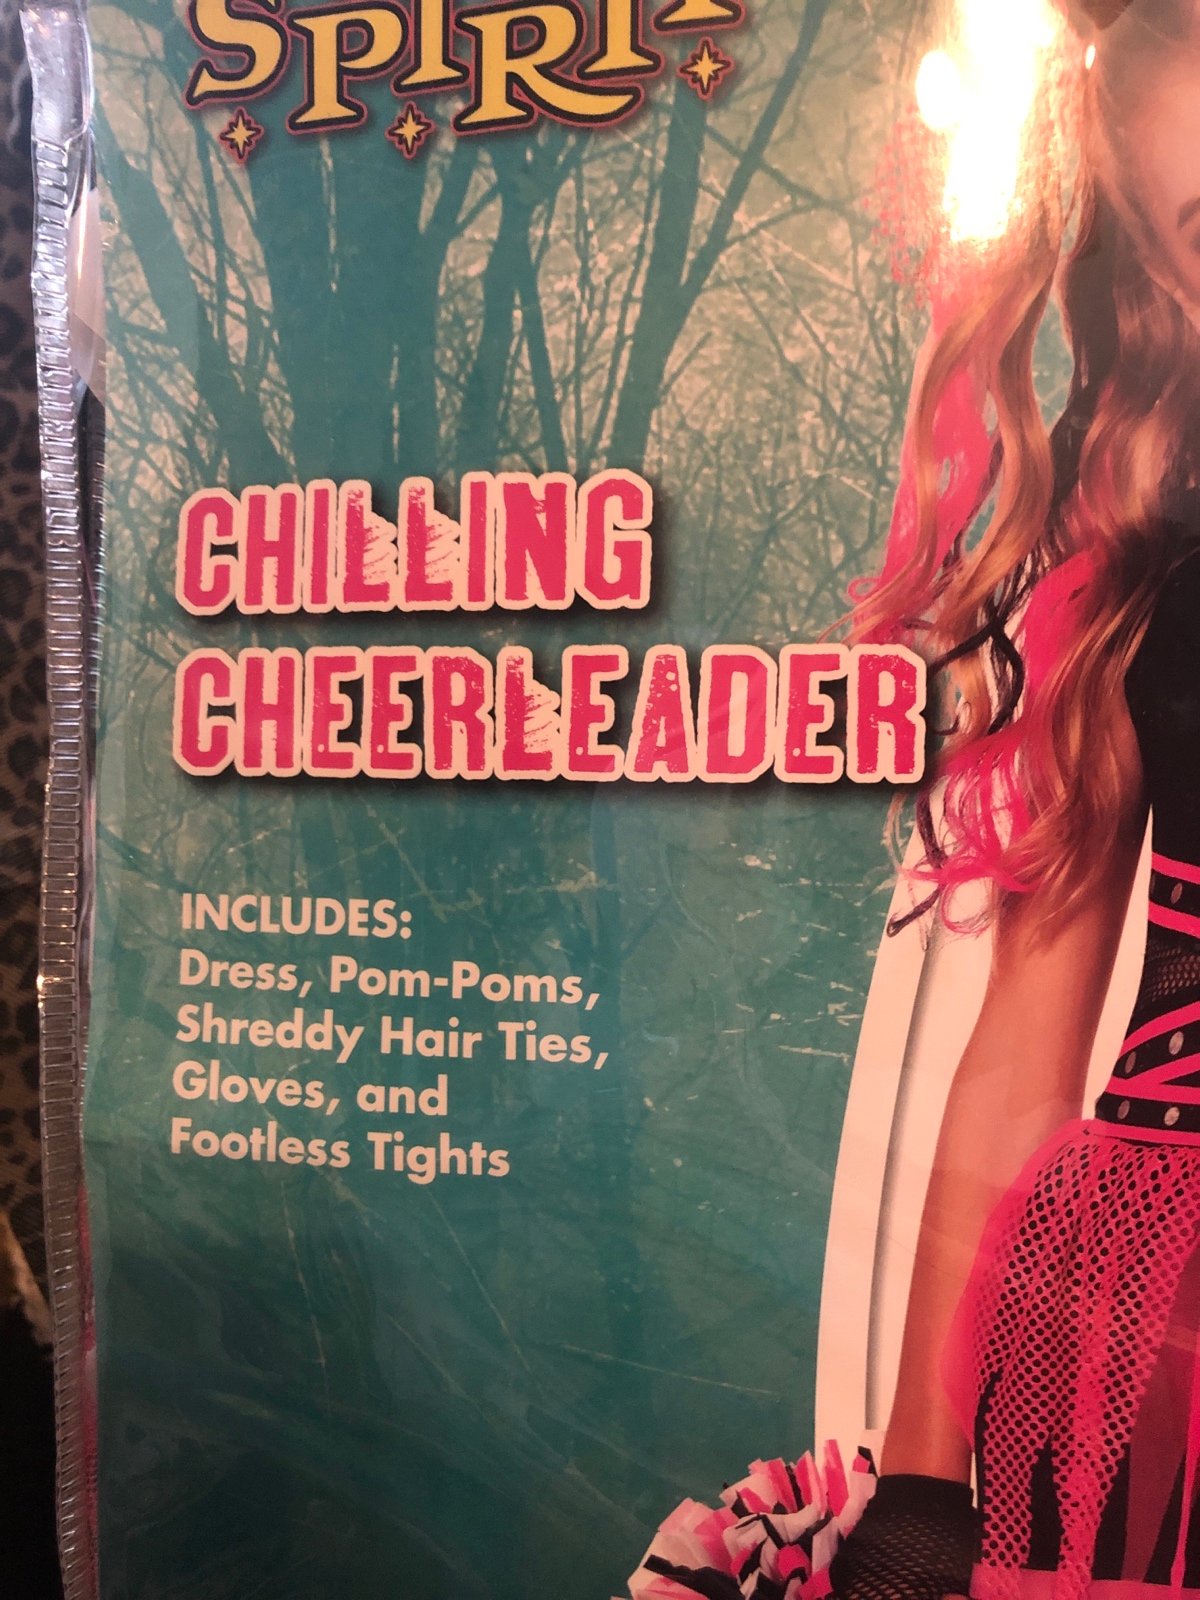 SPIRIT
CHILLING
CHEERLEADER
INCLUDES:
Dress, Pom-Poms,
Shreddy Hair Ties,
Gloves, and
Footless Tights